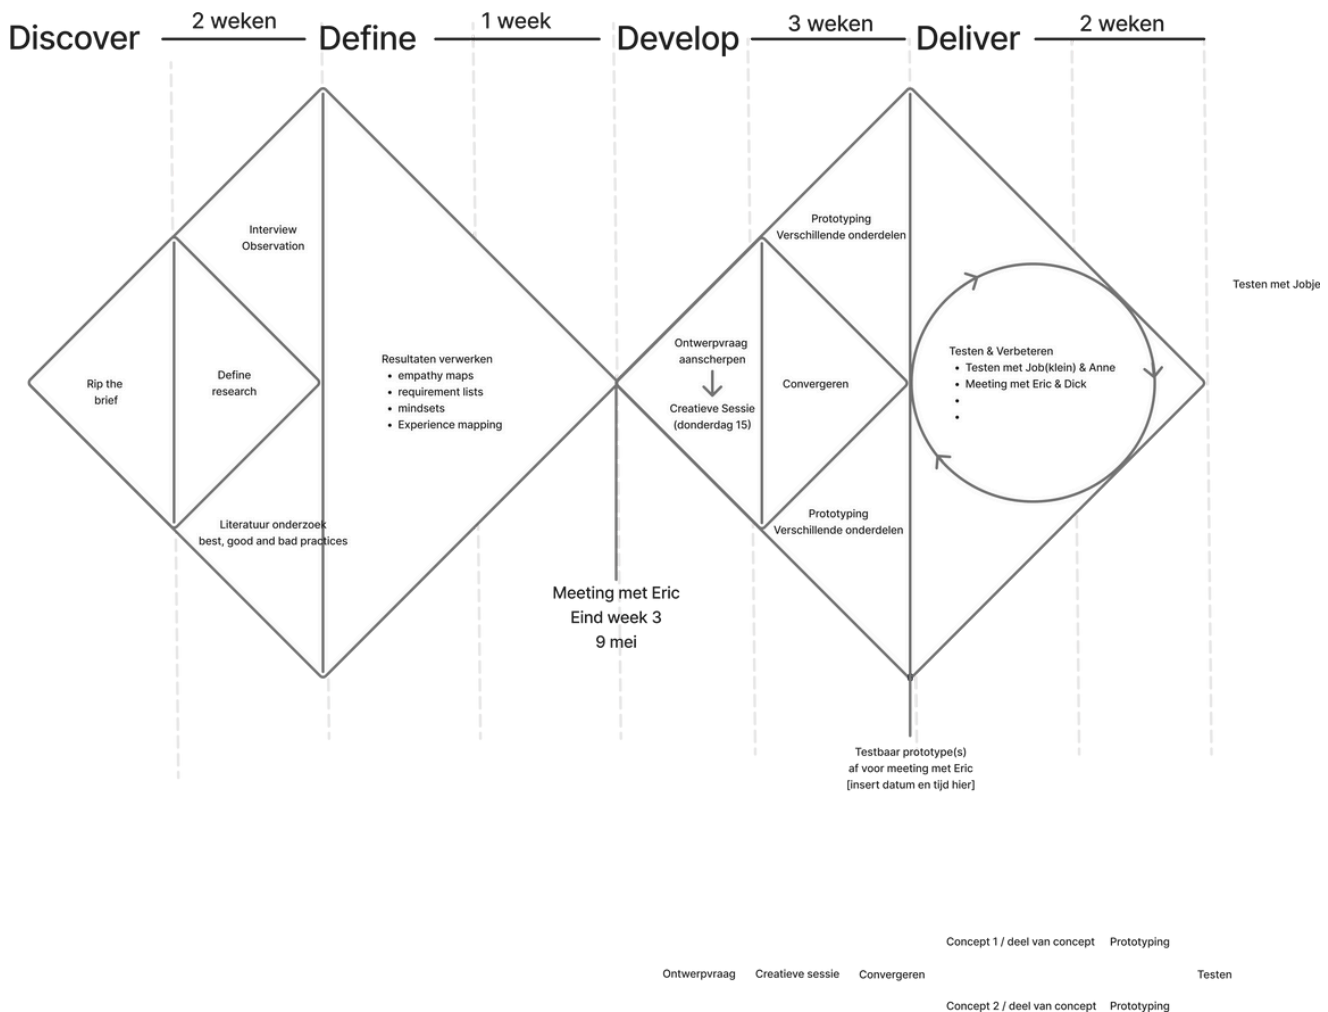 Discover
2 weken
Define
1 week
Develop
3 weken
Deliver
2 weken
Interview
Observation
Rip the
brief
Define
research
Literatuur onderzoek
best, good and bad practices
Resultaten verwerken
• empathy maps
• requirement lists
• mindsets
• Experience mapping
Meeting met Eric
Eind week 3
9 mei
Prototyping
Verschillende onderdelen
Ontwerpvraag
aanscherpen
Creatieve Sessie
(donderdag 15)
Convergeren
Prototyping
Verschillende onderdelen
Testbaar prototype(s)
af voor meeting met Eric
[insert datum en tijd hier]
Testen & Verbeteren
• Testen met Job(klein) & Anne
• Meeting met Eric & Dick
•
•
Testen met Jobje
Ontwerpvraag
Creatieve sessie
Convergeren
Concept 1 / deel van concept
Prototyping
Concept 2 / deel van concept
Prototyping
Testen